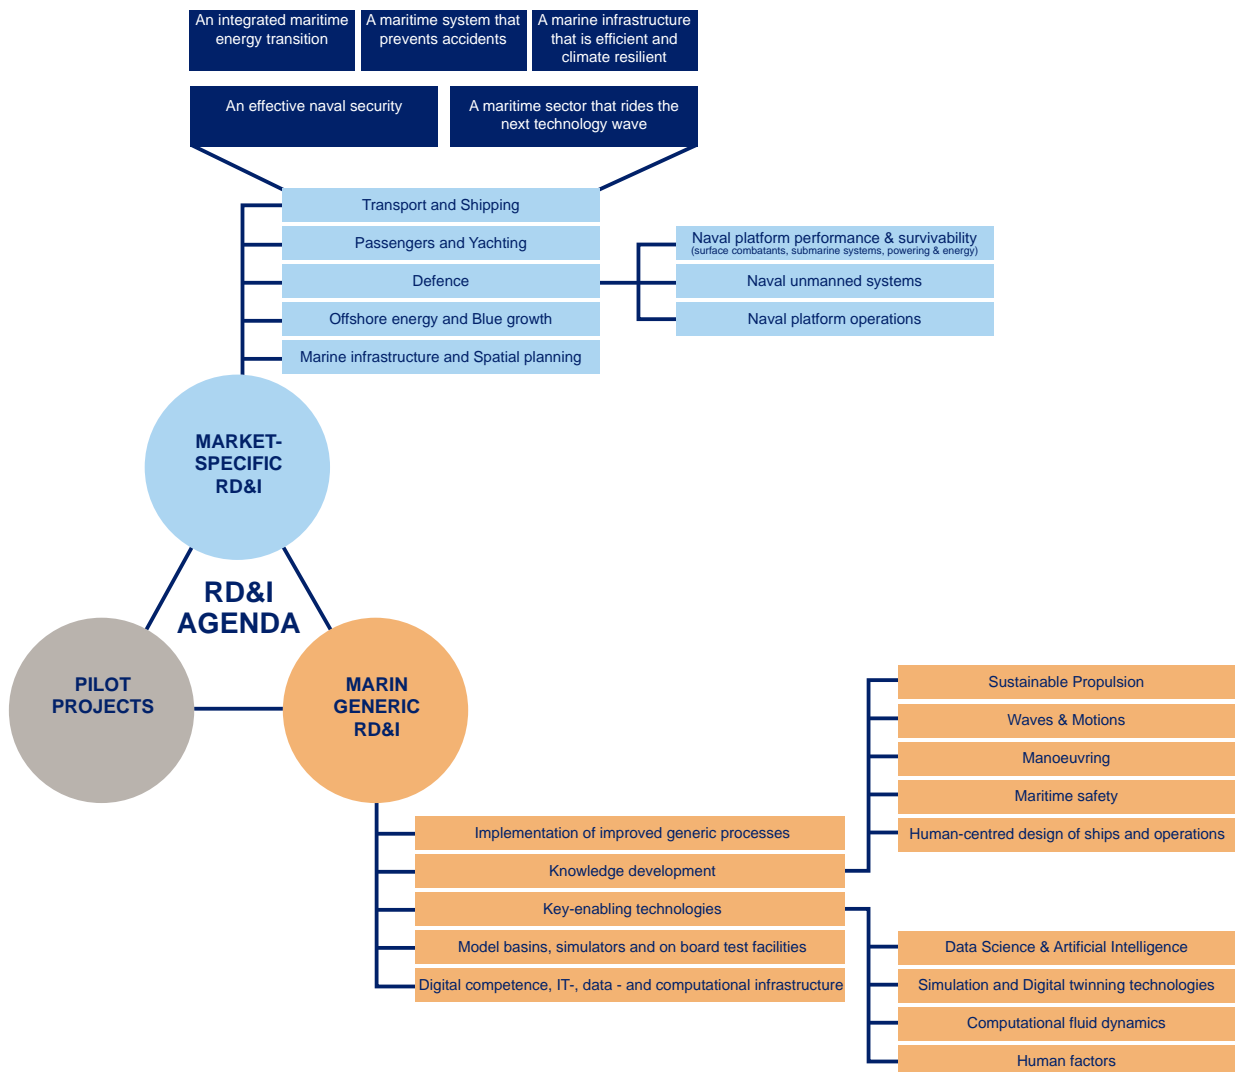 An integrated maritime
energy transition
A maritime system that
prevents accidents
A marine infrastructure
that is efficient and
climate resilient
An effective naval security
A maritime sector that rides the
next technology wave
Transport and Shipping
Passengers and Yachting
Defence
Offshore energy and Blue growth
Marine infrastructure and Spatial planning
Naval platform performance & survivability
(surface combatants, submarine systems, powering & energy)
Naval unmanned systems
Naval platform operations
MARKET-
SPECIFIC
RD&I
RD&I
AGENDA
PILOT
PROJECTS
MARIN
GENERIC
RD&I
Implementation of improved generic processes
Knowledge development
Key-enabling technologies
Model basins, simulators and on board test facilities
Digital competence, IT-, data - and computational infrastructure
Sustainable Propulsion
Waves & Motions
Manoeuvring
Maritime safety
Human-centred design of ships and operations
Data Science & Artificial Intelligence
Simulation and Digital twinning technologies
Computational fluid dynamics
Human factors